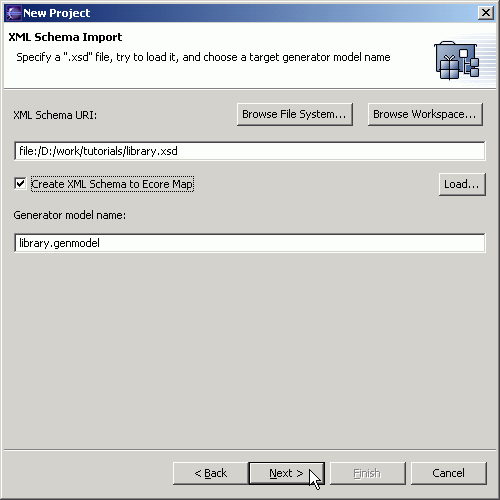 New Project
XML Schema Import
Specify a ".xsd" file, try to load it, and choose a target generator model name
XML Schema URI:
Browse File System...
Browse Workspace...
file:/D:/work/tutorials/library.xsd
Create XML Schema to Ecore Map
Load...
Generator model name:
library.genmodel
< Back
Next >
Finish
Cancel